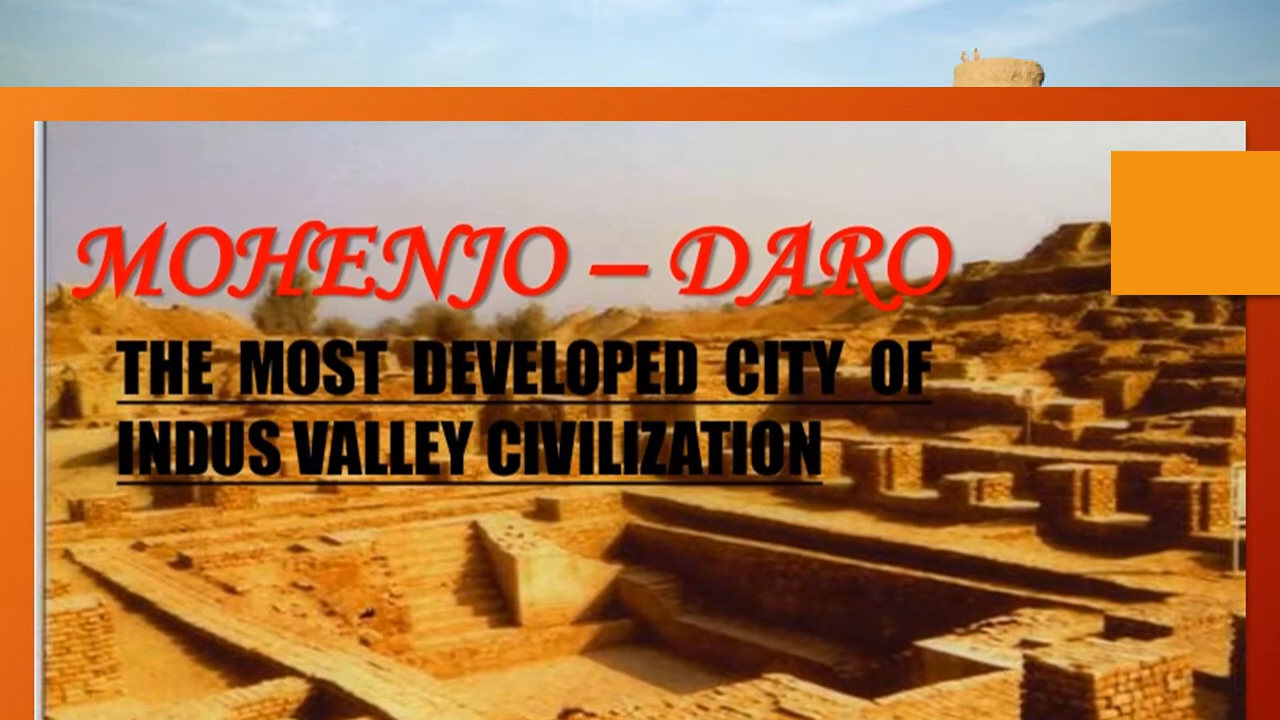 MOHENJO – DARO
THE MOST DEVELOPED CITY OF
INDUS VALLEY CIVILIZATION